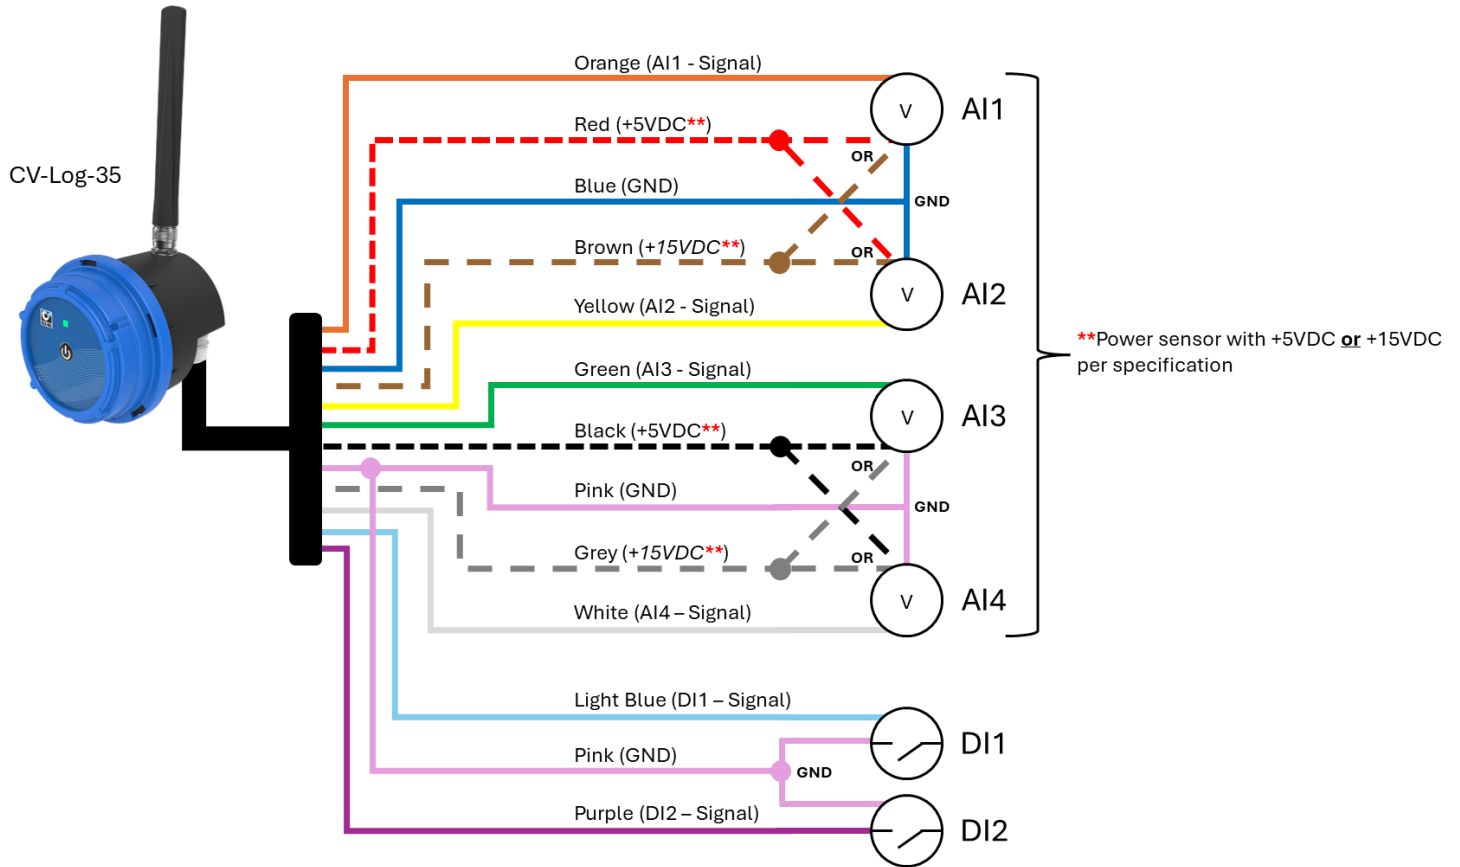 Orange (AI1 - Signal)
AI1
V
Red (+5VDC**)
OR
CV-Log-35
Blue (GND)
GND
Brown (+15VDC**)
OR
AI2
V
Yellow (AI2 - Signal)
**Power sensor with +5VDC or +15VDC
per specification
Green (AI3 - Signal)
AI3
V
Black (+5VDC**)
OR
Pink (GND)
GND
Grey (+15VDC**)
OR
AI4
V
White (AI4 – Signal)
Light Blue (DI1 – Signal)
DI1
Pink (GND)
GND
Purple (DI2 – Signal)
DI2